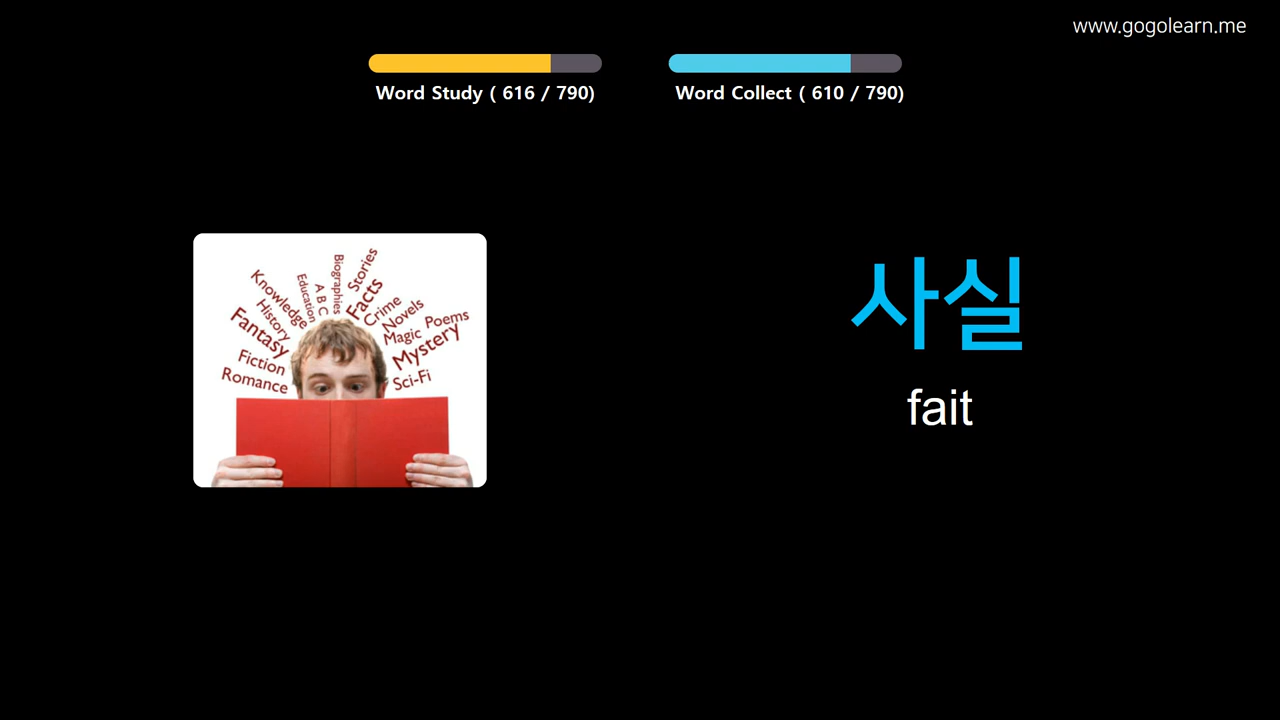 www.gogolearn.me
Word Study ( 616 / 790)
Word Collect ( 610 / 790)
Knowledge
History
Fantasy
Fiction
Romance
Education
A B C
Biographies
Stories
Facts
Crime
Novels
Magic
Poems
Mystery
Sci-Fi
사실
fait